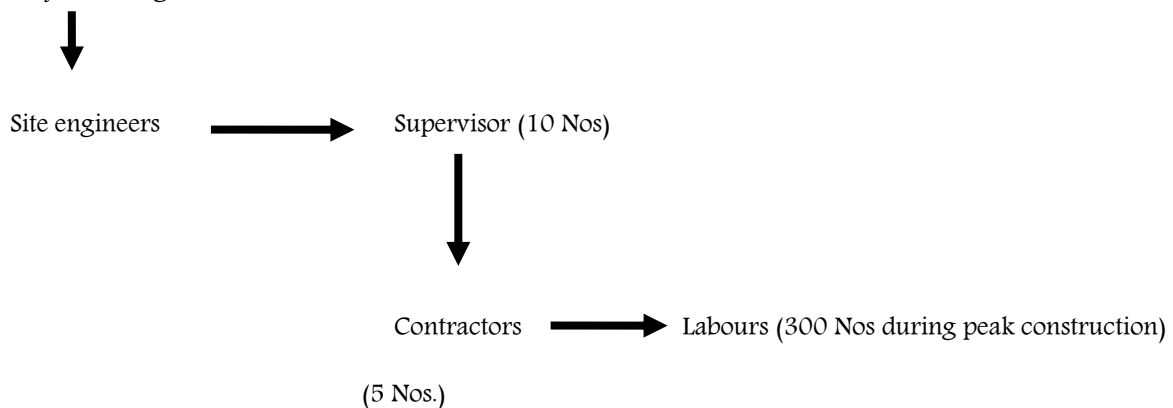 Site engineers Supervisor (10 Nos)
Contractors Labours (300 Nos during peak construction)
(5 Nos.)